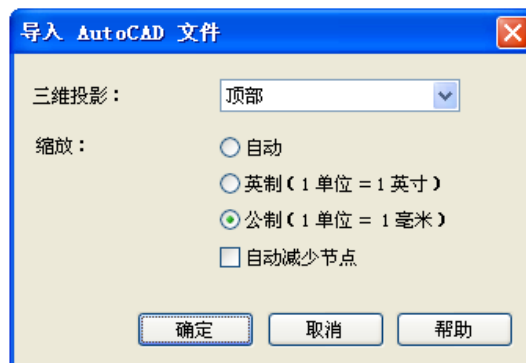 导入 AutoCAD 文件
三维投影：
顶部
缩放：
自动
英制（1 单位 = 1 英寸）
公制（1 单位 = 1 毫米）
自动减少节点
确定
取消
帮助